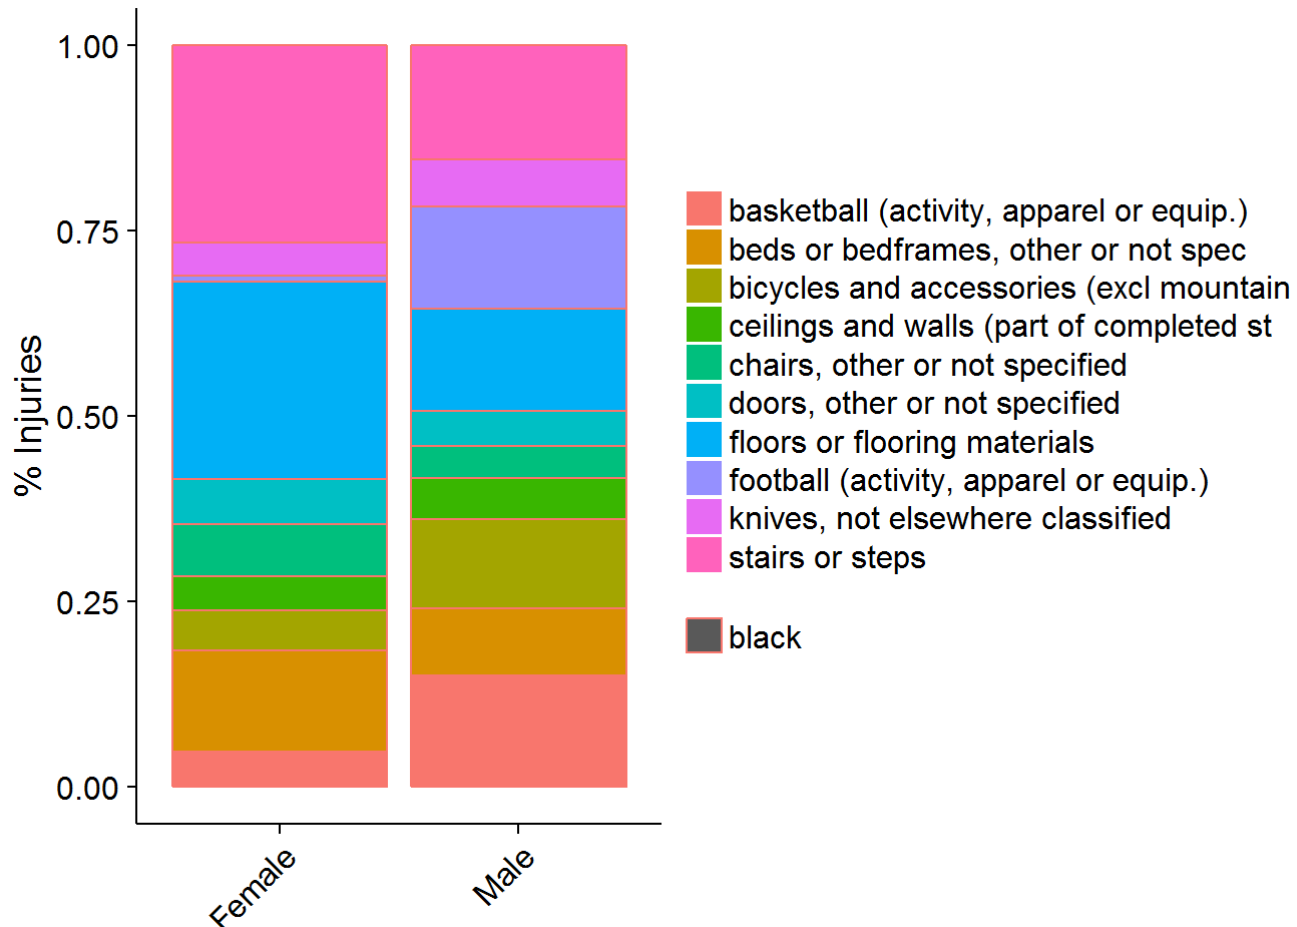 1.00
0.75
0.50
0.25
0.00
% Injuries
Female
Male
basketball (activity, apparel or equip.)
beds or bedframes, other or not spec
bicycles and accessories (excl mountain
ceilings and walls (part of completed st
chairs, other or not specified
doors, other or not specified
floors or flooring materials
football (activity, apparel or equip.)
knives, not elsewhere classified
stairs or steps
black